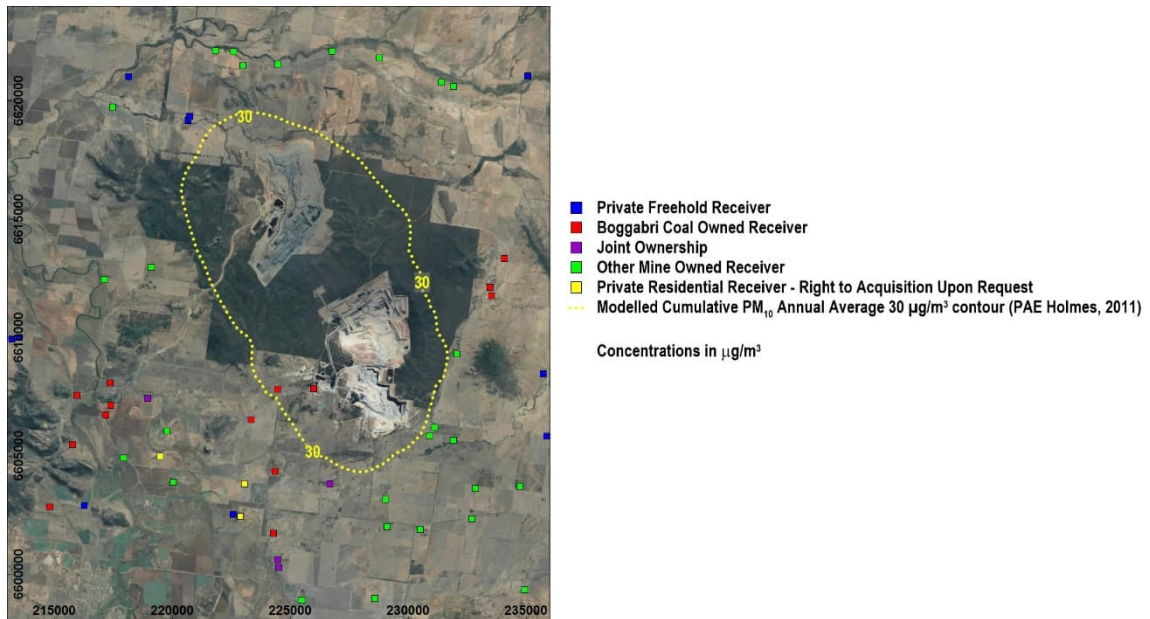 30
30
30
6620000
6615000
6610000
6605000
6600000
215000
220000
225000
230000
235000
Private Freehold Receiver
Boggabri Coal Owned Receiver
Joint Ownership
Other Mine Owned Receiver
Private Residential Receiver - Right to Acquisition Upon Request
Modelled Cumulative PM₁₀ Annual Average 30 µg/m³ contour (PAE Holmes, 2011)
Concentrations in µg/m³